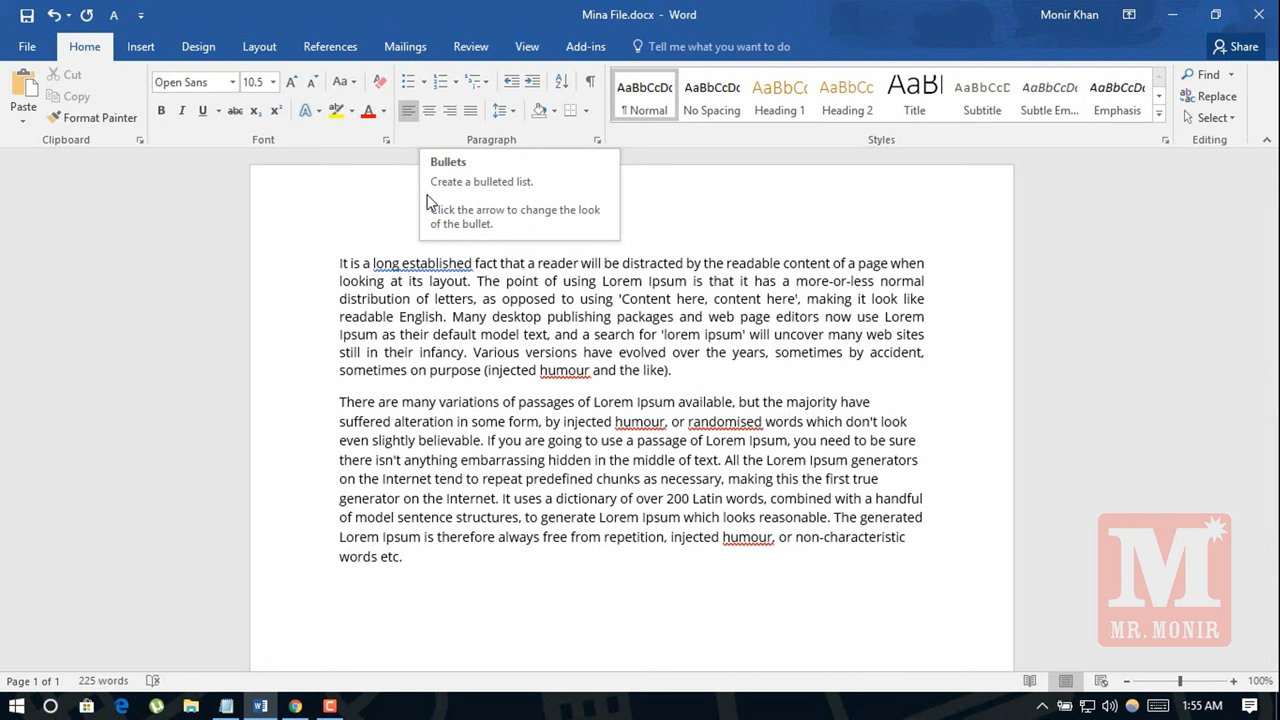 Mina File.docx - Word
Monir Khan
File Home Insert Design Layout References Mailings Review View Add-ins Tell me what you want to do Share
Paste
Cut
Copy
Format Painter
Clipboard
Open Sans 10.5
Font
Paragraph
AaBbCcDc AaBbCcDc AaBbCc AaBbCc AaBl AaBbCcDc AaBbCcDc AaBbCcDc
¶ Normal No Spacing Heading 1 Heading 2 Title Subtitle Subtle Em... Emphasis
Styles
Find
Replace
Select
Editing
Bullets
Create a bulleted list.
Click the arrow to change the look
of the bullet.
It is a long established fact that a reader will be distracted by the readable content of a page when
looking at its layout. The point of using Lorem Ipsum is that it has a more-or-less normal
distribution of letters, as opposed to using 'Content here, content here', making it look like
readable English. Many desktop publishing packages and web page editors now use Lorem
Ipsum as their default model text, and a search for 'lorem ipsum' will uncover many web sites
still in their infancy. Various versions have evolved over the years, sometimes by accident,
sometimes on purpose (injected humour and the like).
There are many variations of passages of Lorem Ipsum available, but the majority have
suffered alteration in some form, by injected humour, or randomised words which don't look
even slightly believable. If you are going to use a passage of Lorem Ipsum, you need to be sure
there isn't anything embarrassing hidden in the middle of text. All the Lorem Ipsum generators
on the Internet tend to repeat predefined chunks as necessary, making this the first true
generator on the Internet. It uses a dictionary of over 200 Latin words, combined with a handful
of model sentence structures, to generate Lorem Ipsum which looks reasonable. The generated
Lorem Ipsum is therefore always free from repetition, injected humour, or non-characteristic
words etc.
M
MR. MONIR
Page 1 of 1 225 words
100%
1:55 AM